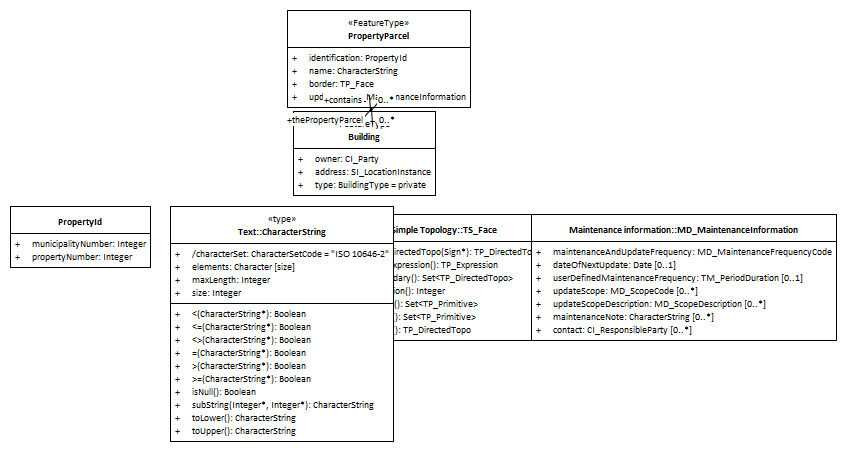 «FeatureType»
PropertyParcel
+ identification: PropertyId
+ name: CharacterString
+ border: TP_Face
+ upd
nanceInformation
+contains
0..*
+thePropertyParcel
0..*
Building
+ owner: CI_Party
+ address: SI_LocationInstance
+ type: BuildingType = private
PropertyId
+ municipalityNumber: Integer
+ propertyNumber: Integer
«type»
Text::CharacterString
+ /characterSet: CharacterSetCode = "ISO 10646-2"
+ elements: Character [size]
+ maxLength: Integer
+ size: Integer
+ <(CharacterString*): Boolean
+ <=(CharacterString*): Boolean
+ <>(CharacterString*): Boolean
+ =(CharacterString*): Boolean
+ >(CharacterString*): Boolean
+ >=(CharacterString*): Boolean
+ isNull(): Boolean
+ subString(Integer*, Integer*): CharacterString
+ toLower(): CharacterString
+ toUpper(): CharacterString
Simple Topology::TS_Face
irectedTopo(Sign*): TP_DirectedTo
xpression(): TP_Expression
dary(): Set<TP_DirectedTopo>
ion(): Integer
(): Set<TP_Primitive>
): Set<TP_Primitive>
): TP_DirectedTopo
Maintenance information::MD_MaintenanceInformation
+ maintenanceAndUpdateFrequency: MD_MaintenanceFrequencyCode
+ dateOfNextUpdate: Date [0..1]
+ userDefinedMaintenanceFrequency: TM_PeriodDuration [0..1]
+ updateScope: MD_ScopeCode [0..*]
+ updateScopeDescription: MD_ScopeDescription [0..*]
+ maintenanceNote: CharacterString [0..*]
+ contact: CI_ResponsibleParty [0..*]